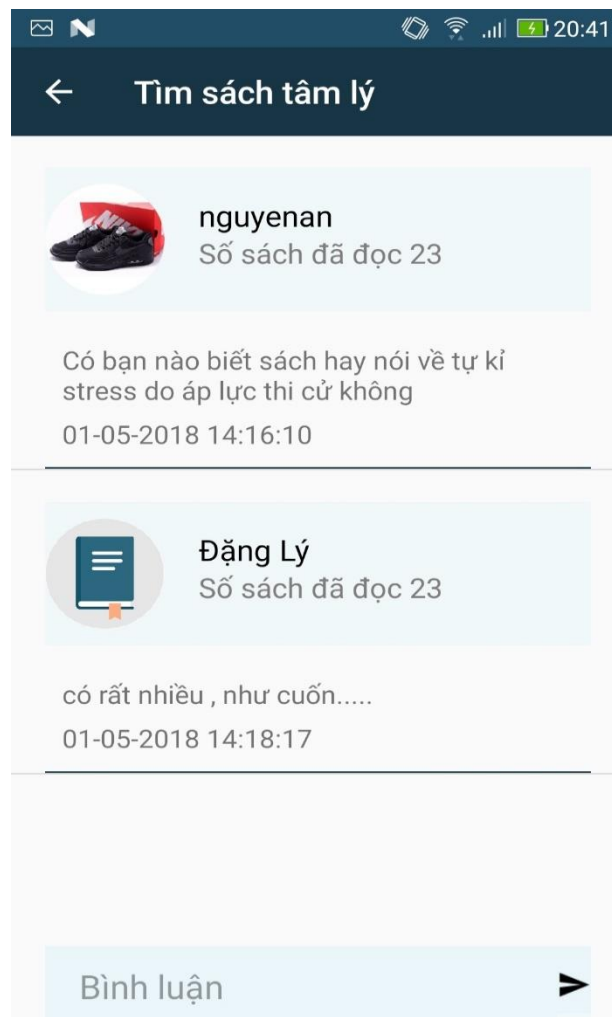 20:41
Tìm sách tâm lý
NIKE
nguyenan
Số sách đã đọc 23
Có bạn nào biết sách hay nói về tự kỉ
stress do áp lực thi cử không
01-05-2018 14:16:10
Đặng Lý
Số sách đã đọc 23
có rất nhiều , như cuốn.....
01-05-2018 14:18:17
Bình luận